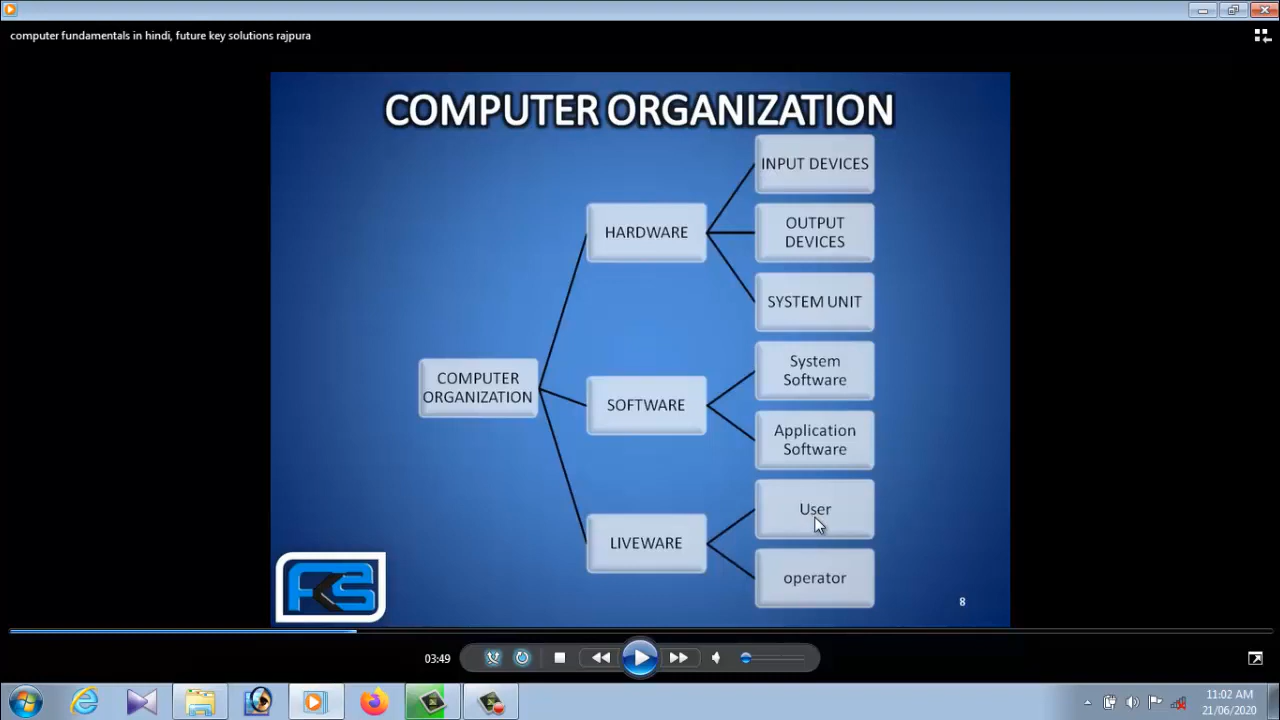 computer fundamentals in hindi, future key solutions rajpura
COMPUTER ORGANIZATION
INPUT DEVICES
HARDWARE
OUTPUT
DEVICES
SYSTEM UNIT
COMPUTER
ORGANIZATION
SOFTWARE
System
Software
Application
Software
LIVEWARE
User
operator
FKS
8
03:49
11:02 AM
21/06/2020